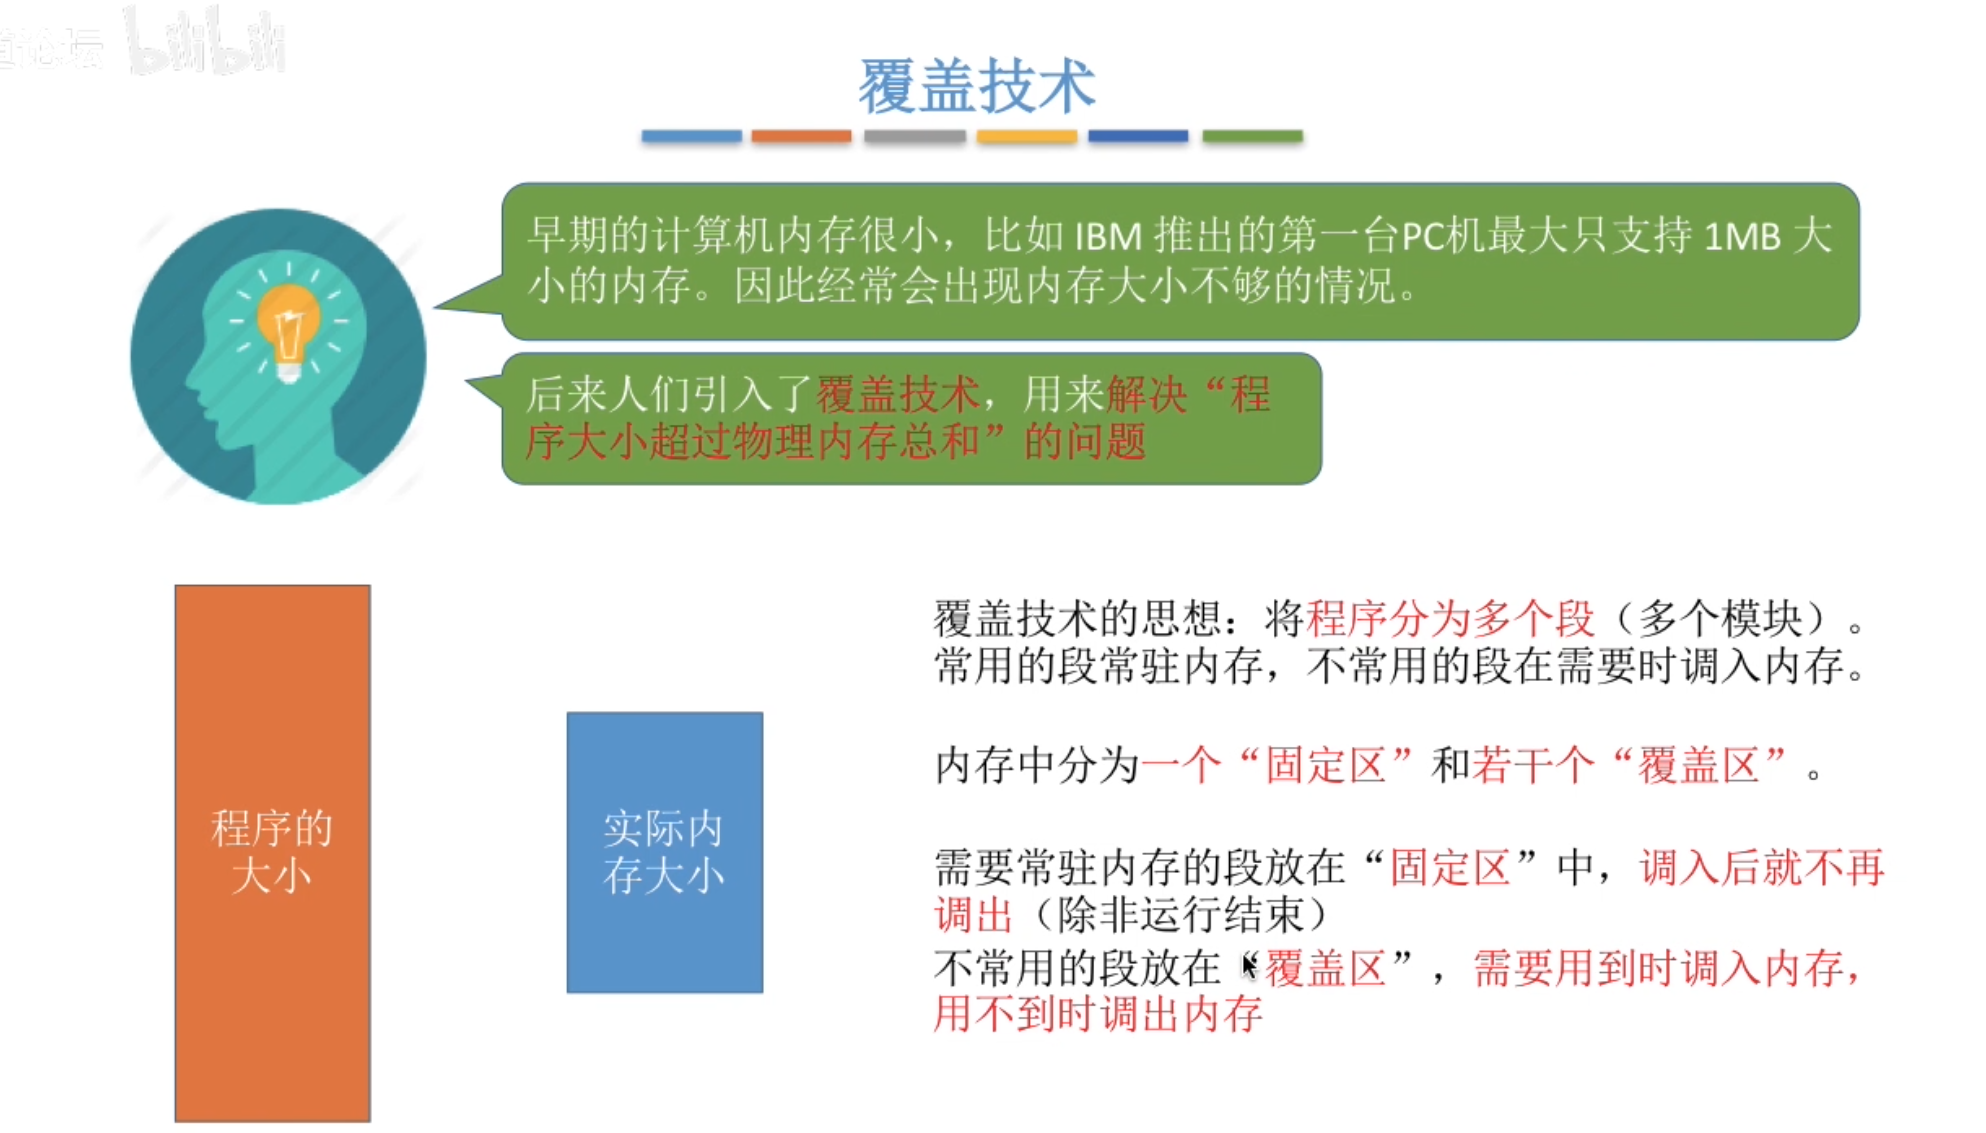 道论坛 bilibili
覆盖技术
早期的计算机内存很小，比如 IBM 推出的第一台PC机最大只支持 1MB 大
小的内存。因此经常会出现内存大小不够的情况。
后来人们引入了覆盖技术，用来解决“程
序大小超过物理内存总和”的问题
程序的
大小
实际内
存大小
覆盖技术的思想：将程序分为多个段（多个模块）。
常用的段常驻内存，不常用的段在需要时调入内存。
内存中分为一个“固定区”和若干个“覆盖区”。
需要常驻内存的段放在“固定区”中，调入后就不再
调出（除非运行结束）
不常用的段放在“覆盖区”，需要用到时调入内存，
用不到时调出内存